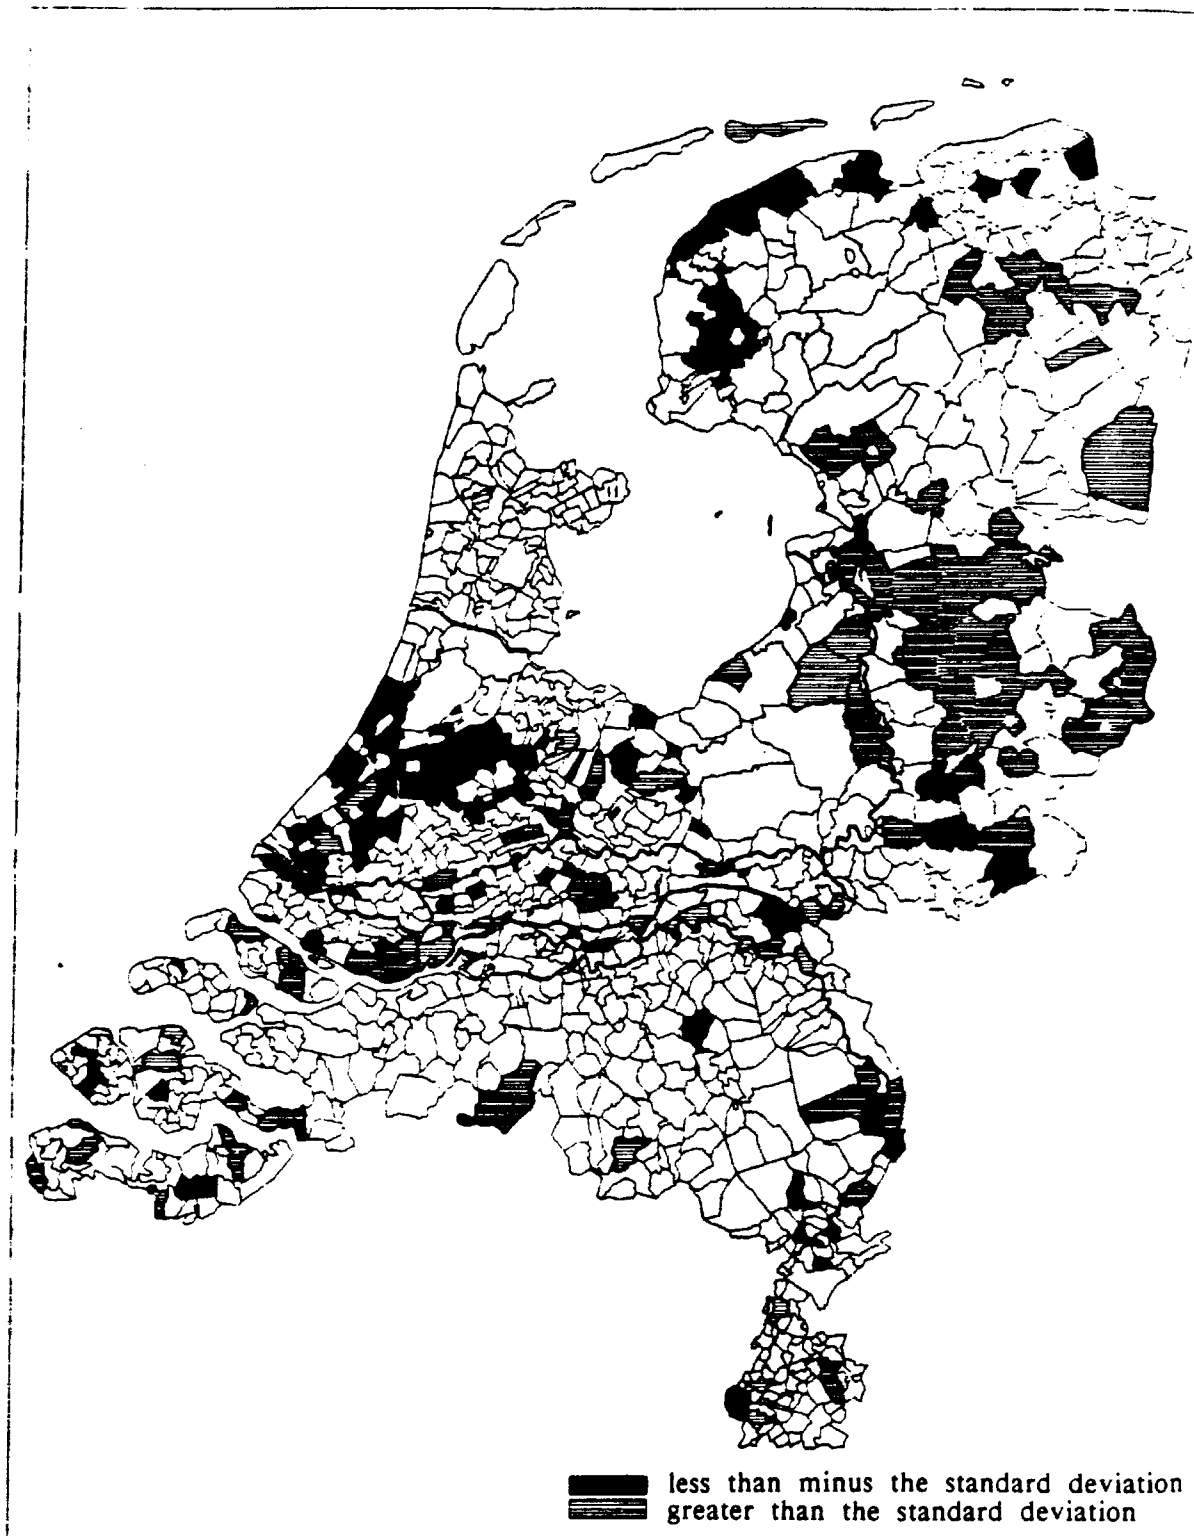 less than minus the standard deviation
greater than the standard deviation